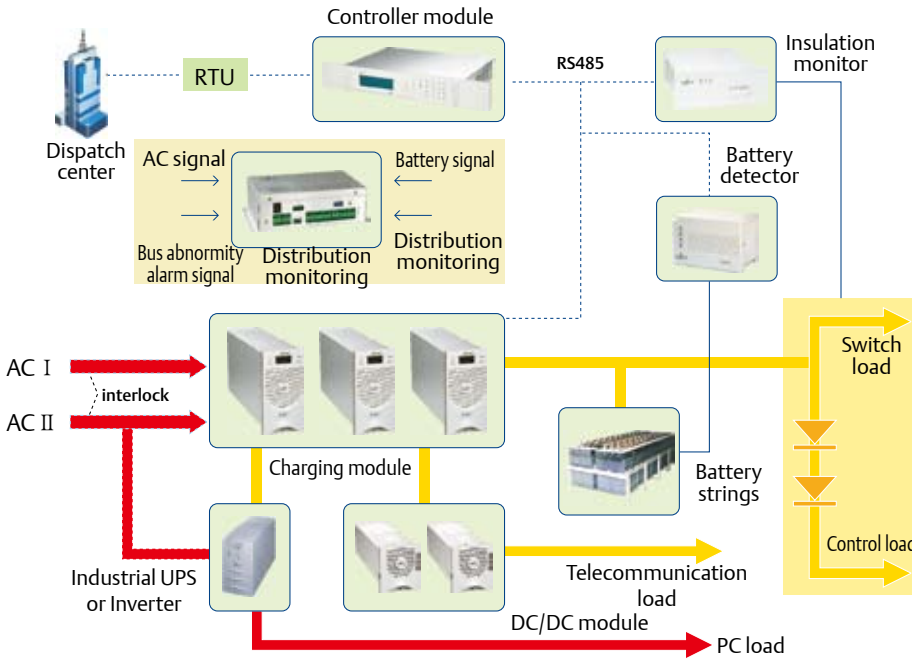 Controller module
RTU
RS485
Insulation
monitor
Dispatch
center
AC signal
Battery signal
Bus abnormity
alarm signal
Distribution
monitoring
Distribution
monitoring
Battery
detector
AC I
interlock
AC II
Switch
load
Charging module
Battery
strings
Control load
Industrial UPS
or Inverter
Telecommunication
load
DC/DC module
PC load